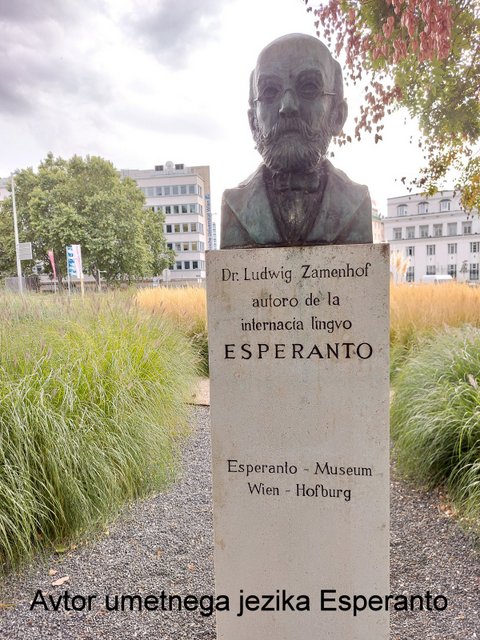 Dr. Ludwig Zamenhof
autoro de la
internacia lingvo
ESPERANTO
Esperanto - Museum
Wien - Hofburg
Avtor umetnega jezika Esperanto